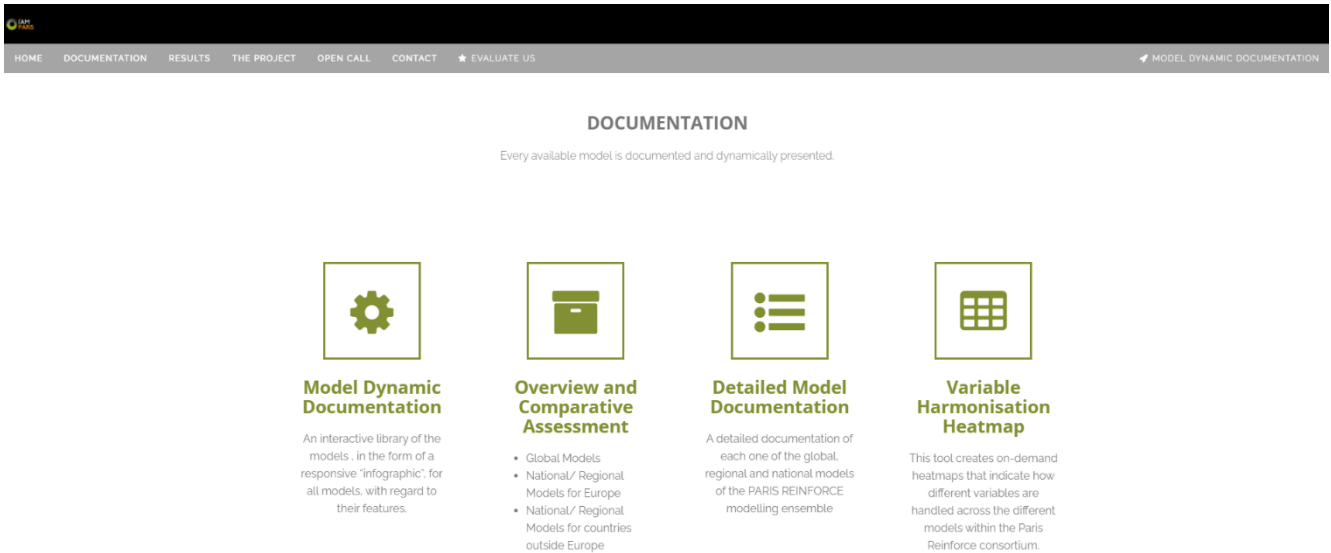 I'AM
PARIS
HOME DOCUMENTATION RESULTS THE PROJECT OPEN CALL CONTACT EVALUATE US MODEL DYNAMIC DOCUMENTATION
DOCUMENTATION
Every available model is documented and dynamically presented.
Model Dynamic
Documentation
An interactive library of the
models , in the form of a
responsive "infographic", for
all models, with regard to
their features.
Overview and
Comparative
Assessment
• Global Models
• National/ Regional
Models for Europe
• National/ Regional
Models for countries
outside Europe
Detailed Model
Documentation
A detailed documentation of
each one of the global,
regional and national models
of the PARIS REINFORCE
modelling ensemble
Variable
Harmonisation
Heatmap
This tool creates on-demand
heatmaps that indicate how
different variables are
handled across the different
models within the Paris
Reinforce consortium.